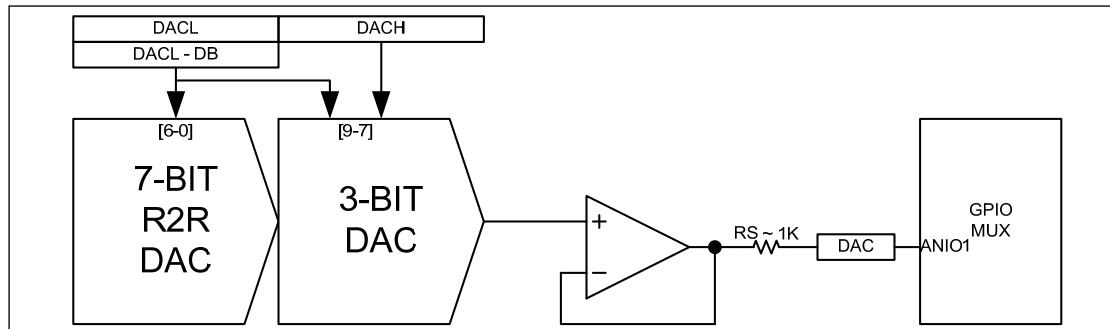 DACL
DACH
DACL - DB
[6-0]
[9-7]
7-BIT
R2R
DAC
3-BIT
DAC
+
−
RS ~ 1K
DAC
ANIO1
GPIO
MUX